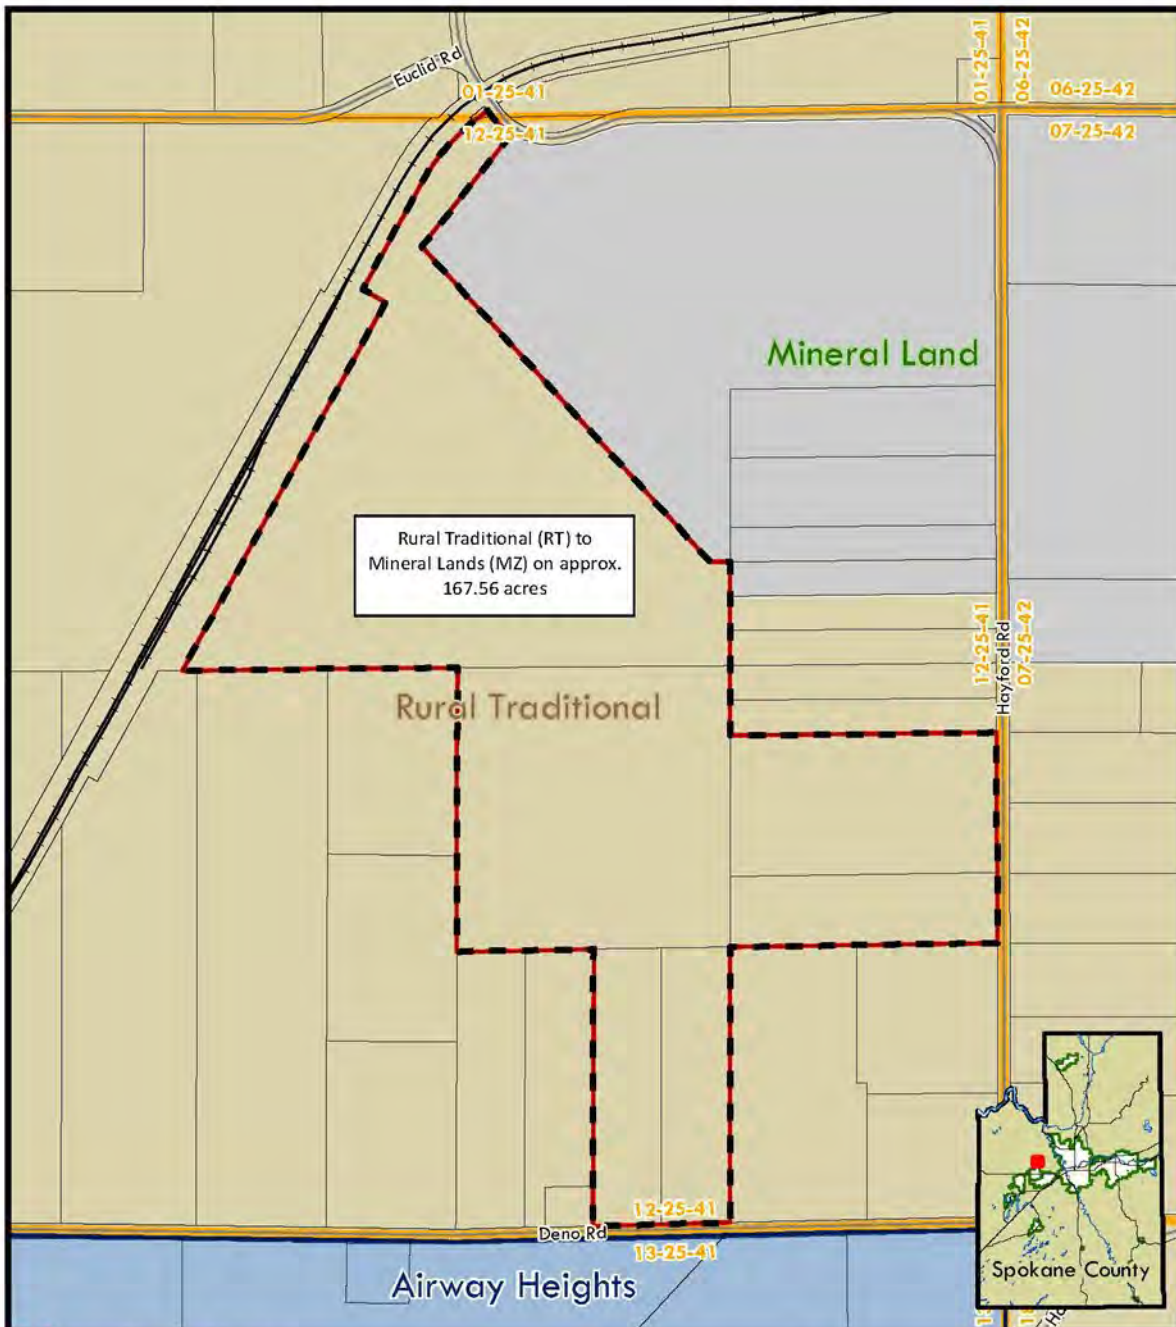 Euclid Rd
01-25-41
12-25-41
01-25-41
06-25-42
06-25-42
07-25-42
Mineral Land
Rural Traditional (RT) to
Mineral Lands (MZ) on approx.
167.56 acres
12-25-41
Hayford Rd
07-25-42
Rural Traditional
12-25-41
Deno Rd
13-25-41
Airway Heights
Spokane County